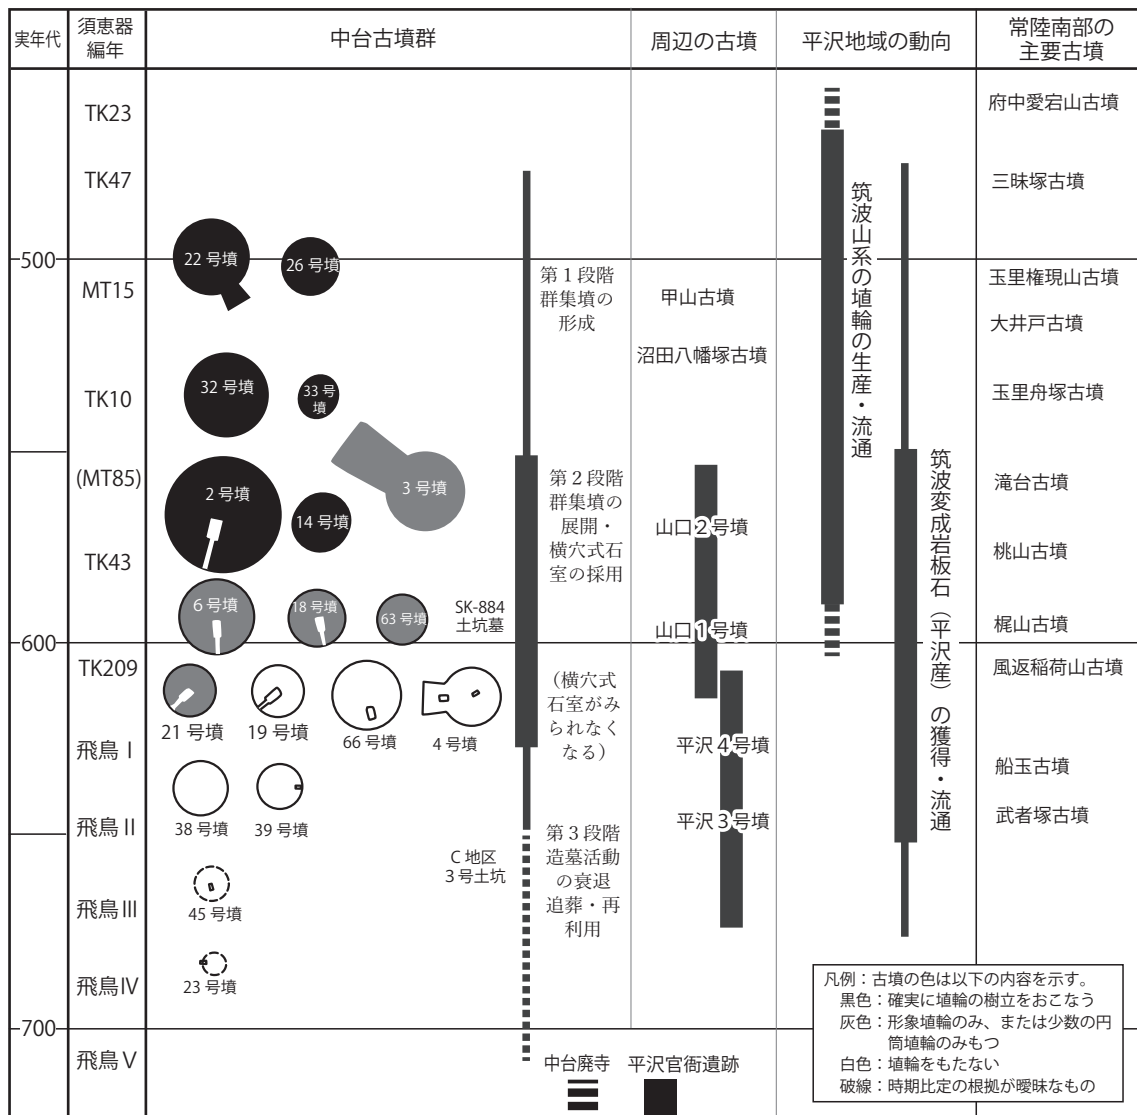 実年代
須恵器
編年
中台古墳群
周辺の古墳
平沢地域の動向
常陸南部の
主要古墳
500
600
700
TK23
TK47
MT15
TK10
(MT85)
TK43
TK209
飛鳥Ⅰ
飛鳥Ⅱ
飛鳥Ⅲ
飛鳥Ⅳ
飛鳥Ⅴ
22 号墳
26 号墳
32 号墳
33 号
墳
3 号墳
2 号墳
14 号墳
6 号墳
18 号墳
63 号墳
SK-884
土坑墓
21 号墳
19 号墳
66 号墳
4 号墳
38 号墳
39 号墳
C 地区
3 号土坑
45 号墳
23 号墳
第1段階
群集墳の
形成
第2段階
群集墳の
展開・
横穴式石
室の採用
（横穴式
石室がみ
られなく
なる）
第3段階
造墓活動
の衰退
追葬・再
利用
中台廃寺
甲山古墳
沼田八幡塚古墳
山口2号墳
山口1号墳
平沢4号墳
平沢3号墳
平沢官衙遺跡
筑波山系の埴輪の生産・流通
筑波変成岩板石（平沢産）の獲得・流通
府中愛宕山古墳
三昧塚古墳
玉里権現山古墳
大井戸古墳
玉里舟塚古墳
滝台古墳
桃山古墳
梶山古墳
風返稲荷山古墳
船玉古墳
武者塚古墳
凡例：古墳の色は以下の内容を示す。
黒色：確実に埴輪の樹立をおこなう
灰色：形象埴輪のみ、または少数の円
筒埴輪のみもつ
白色：埴輪をもたない
破線：時期比定の根拠が曖昧なもの